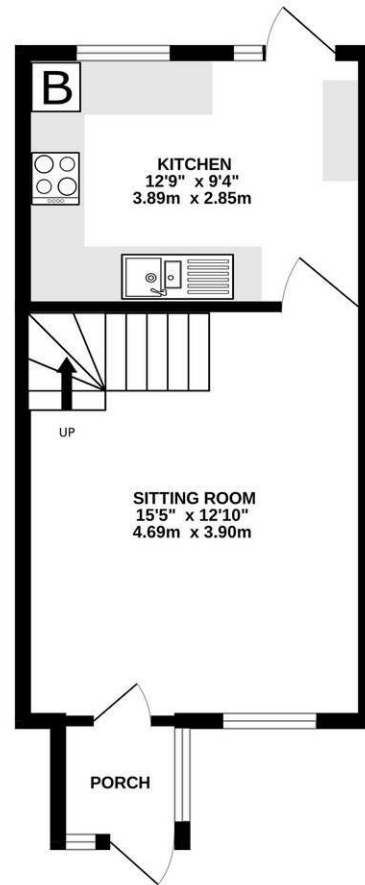 B
KITCHEN
12'9" x 9'4"
3.89m x 2.85m
UP
SITTING ROOM
15'5" x 12'10"
4.69m x 3.90m
PORCH